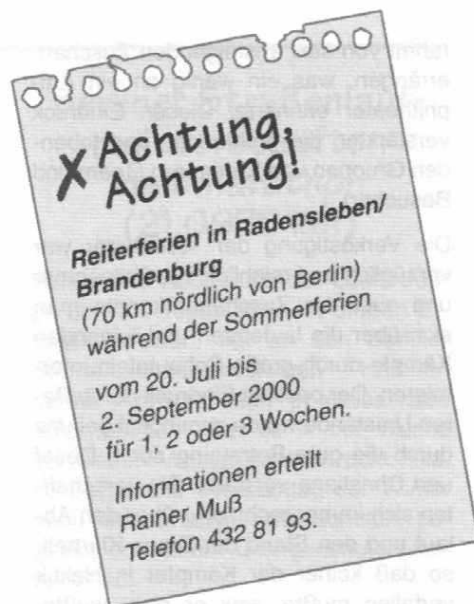 Achtung,
Achtung!
Reiterferien in Radensleben/
Brandenburg
(70 km nördlich von Berlin)
während der Sommerferien
vom 20. Juli bis
2. September 2000
für 1, 2 oder 3 Wochen.
Informationen erteilt
Rainer Muß
Telefon 432 81 93.